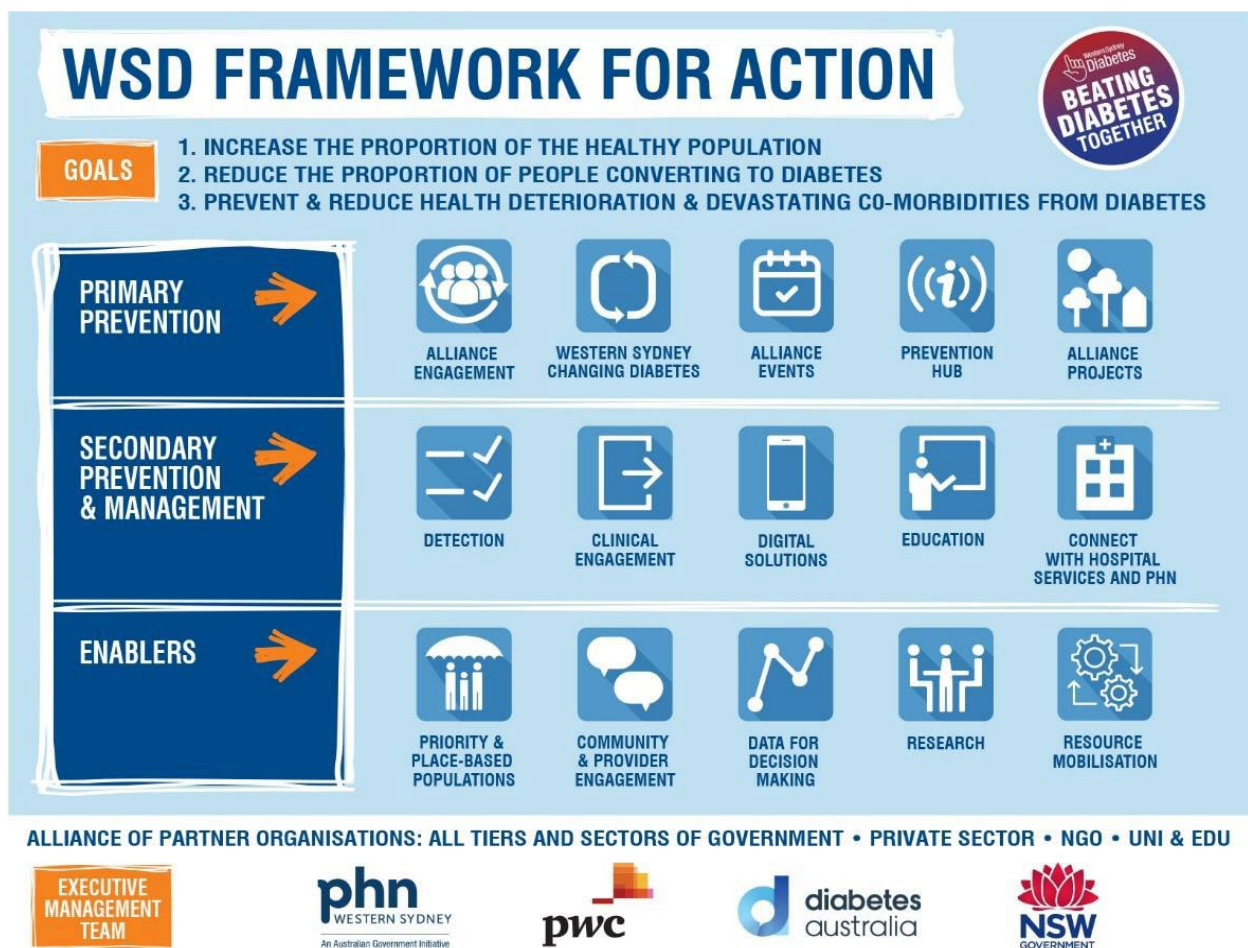 WSD FRAMEWORK FOR ACTION
Western Sydney
Diabetes
BEATING
DIABETES
TOGETHER
GOALS
1. INCREASE THE PROPORTION OF THE HEALTHY POPULATION
2. REDUCE THE PROPORTION OF PEOPLE CONVERTING TO DIABETES
3. PREVENT & REDUCE HEALTH DETERIORATION & DEVASTATING C0-MORBIDITIES FROM DIABETES
PRIMARY
PREVENTION
ALLIANCE
ENGAGEMENT
WESTERN SYDNEY
CHANGING DIABETES
ALLIANCE
EVENTS
PREVENTION
HUB
ALLIANCE
PROJECTS
SECONDARY
PREVENTION
& MANAGEMENT
DETECTION
CLINICAL
ENGAGEMENT
DIGITAL
SOLUTIONS
EDUCATION
CONNECT
WITH HOSPITAL
SERVICES AND PHN
ENABLERS
PRIORITY &
PLACE-BASED
POPULATIONS
COMMUNITY
& PROVIDER
ENGAGEMENT
DATA FOR
DECISION
MAKING
RESEARCH
RESOURCE
MOBILISATION
ALLIANCE OF PARTNER ORGANISATIONS: ALL TIERS AND SECTORS OF GOVERNMENT • PRIVATE SECTOR • NGO • UNI & EDU
EXECUTIVE
MANAGEMENT
TEAM
phn
WESTERN SYDNEY
An Australian Government Initiative
pwc
diabetes
australia
NSW
GOVERNMENT